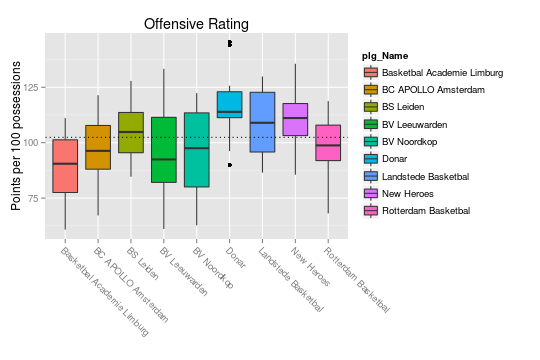 Offensive Rating
Points per 100 possessions
125
100
75
Basketbal Academie Limburg
BC APOLLO Amsterdam
BS Leiden
BV Leeuwarden
BV Noordkop
Donar
Landstede Basketbal
New Heroes
Rotterdam Basketbal
plg_Name
Basketbal Academie Limburg
BC APOLLO Amsterdam
BS Leiden
BV Leeuwarden
BV Noordkop
Donar
Landstede Basketbal
New Heroes
Rotterdam Basketbal